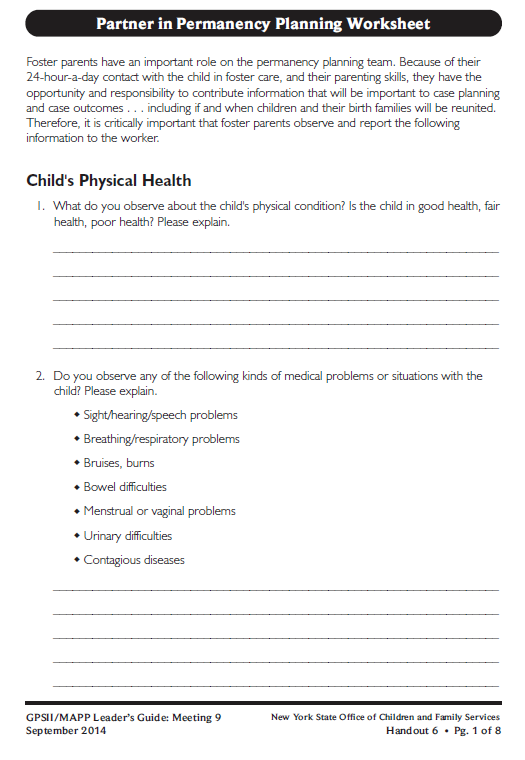 Partner in Permanency Planning Worksheet
Foster parents have an important role on the permanency planning team. Because of their
24-hour-a-day contact with the child in foster care, and their parenting skills, they have the
opportunity and responsibility to contribute information that will be important to case planning
and case outcomes . . . including if and when children and their birth families will be reunited.
Therefore, it is critically important that foster parents observe and report the following
information to the worker.
Child's Physical Health
1. What do you observe about the child's physical condition? Is the child in good health, fair
health, poor health? Please explain.
2. Do you observe any of the following kinds of medical problems or situations with the
child? Please explain.
◆ Sight/hearing/speech problems
◆ Breathing/respiratory problems
◆ Bruises, burns
◆ Bowel difficulties
◆ Menstrual or vaginal problems
◆ Urinary difficulties
◆ Contagious diseases
GPSII/MAPP Leader's Guide: Meeting 9 New York State Office of Children and Family Services
September 2014 Handout 6 • Pg. 1 of 8